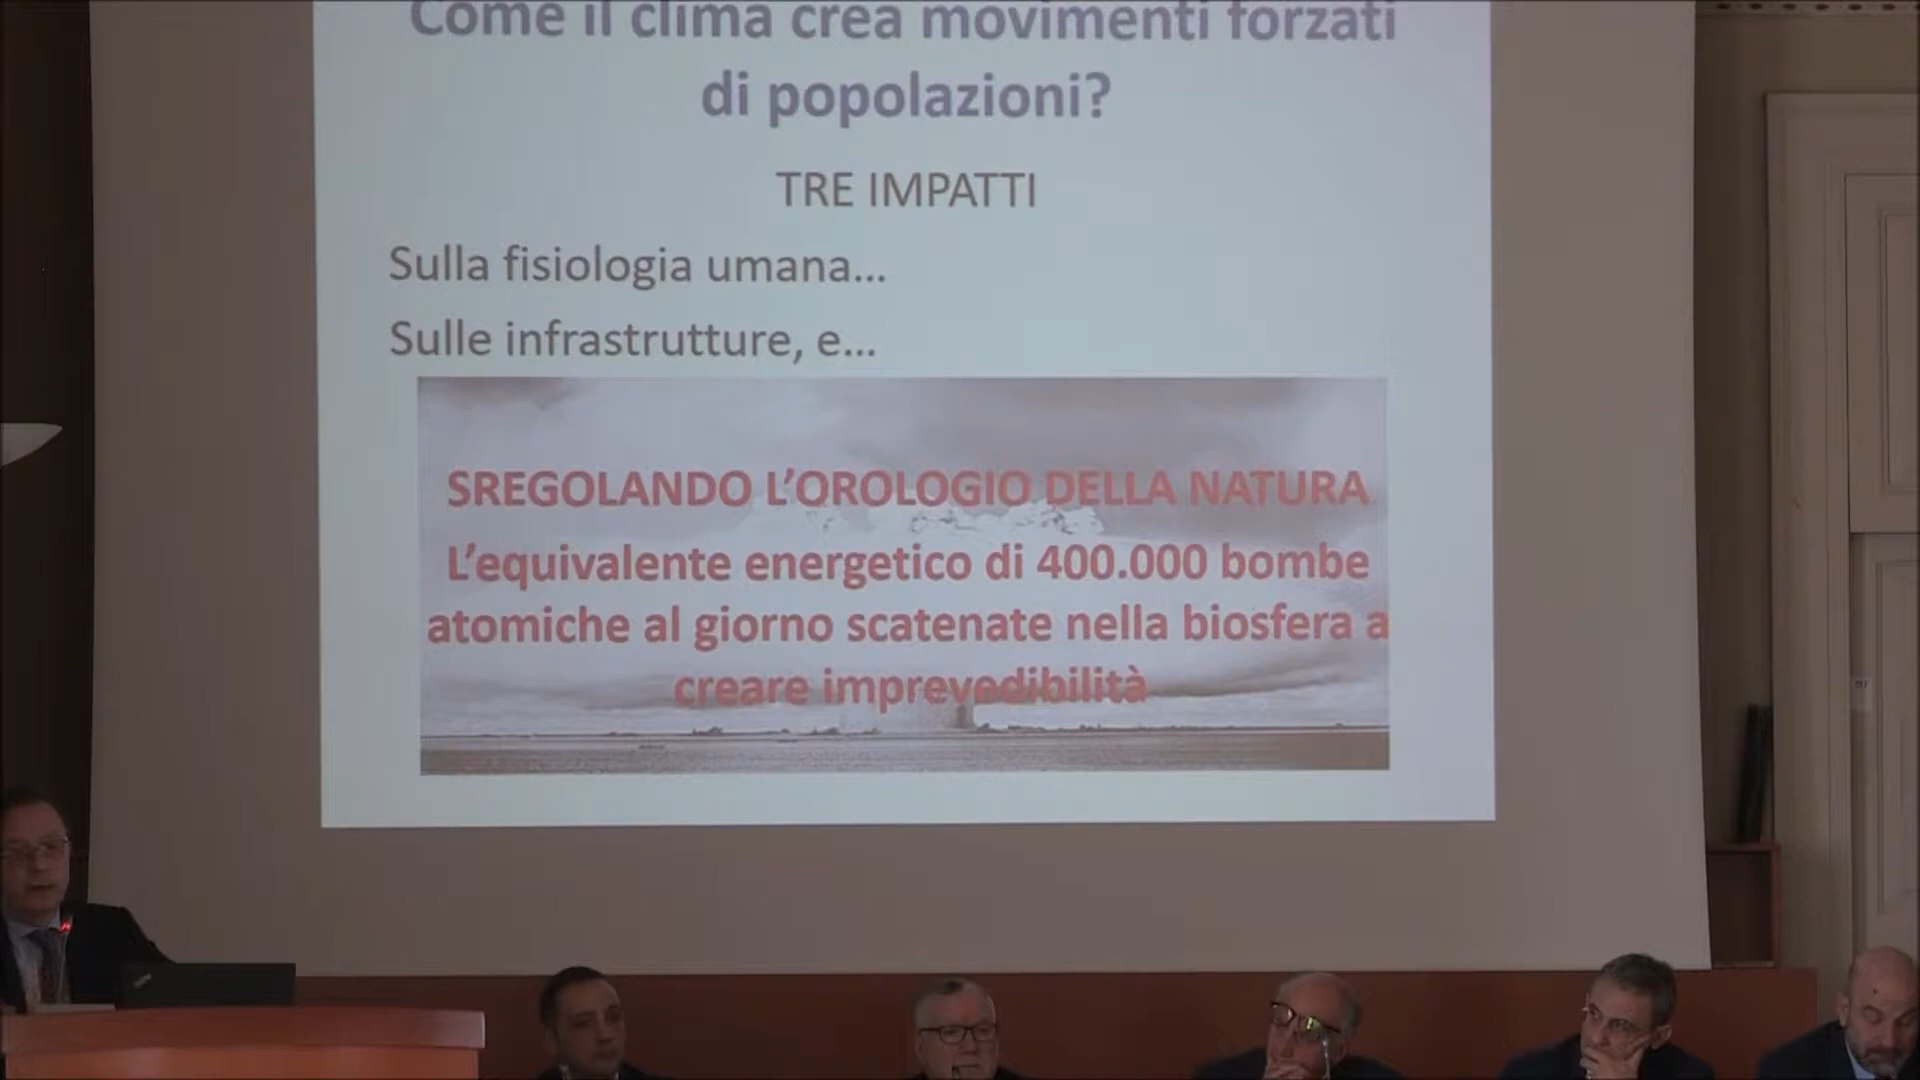 Come il clima crea movimenti forzati
di popolazioni?
TRE IMPATTI
Sulla fisiologia umana...
Sulle infrastrutture, e...
SREGOLANDO L'OROLOGIO DELLA NATURA
L'equivalente energetico di 400.000 bombe
atomiche al giorno scatenate nella biosfera a
creare imprevedibilità